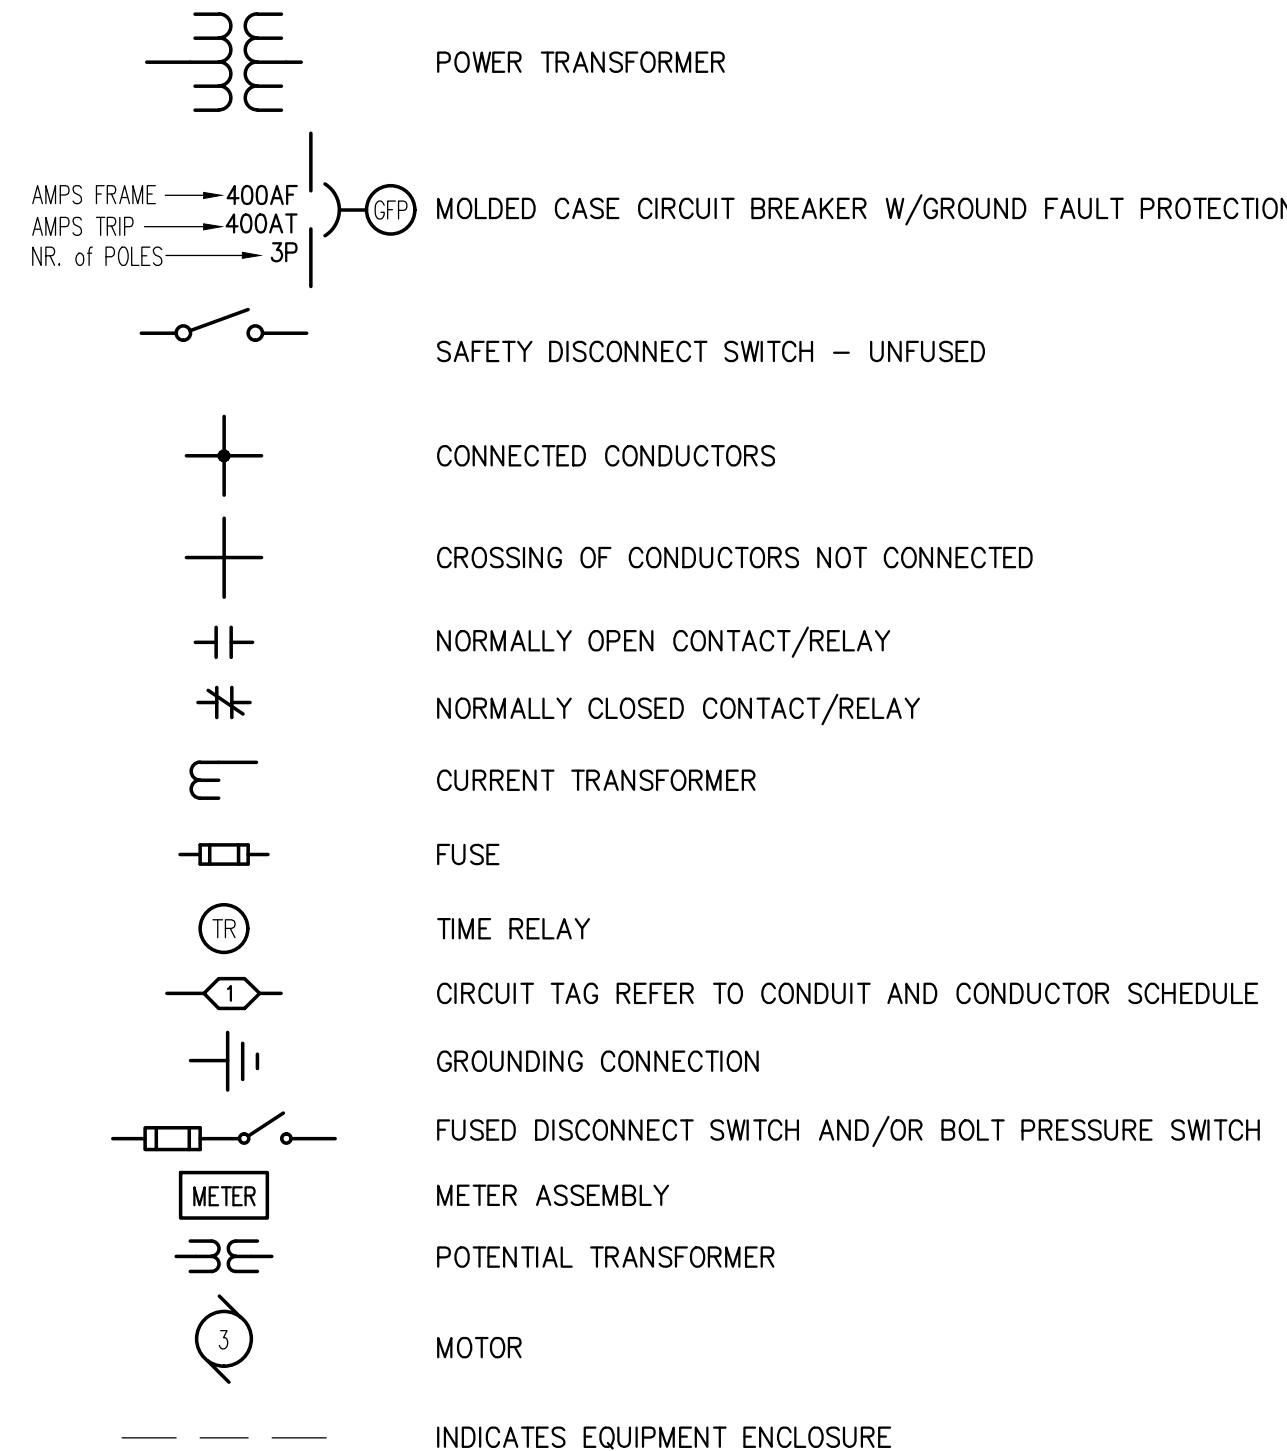 POWER TRANSFORMER
AMPS FRAME 400AF
AMPS TRIP 400AT
NR. of POLES 3P
GFP MOLDED CASE CIRCUIT BREAKER W/GROUND FAULT PROTECTION
SAFETY DISCONNECT SWITCH – UNFUSED
CONNECTED CONDUCTORS
CROSSING OF CONDUCTORS NOT CONNECTED
NORMALLY OPEN CONTACT/RELAY
NORMALLY CLOSED CONTACT/RELAY
CURRENT TRANSFORMER
FUSE
TR TIME RELAY
1 CIRCUIT TAG REFER TO CONDUIT AND CONDUCTOR SCHEDULE
GROUNDING CONNECTION
FUSED DISCONNECT SWITCH AND/OR BOLT PRESSURE SWITCH
METER METER ASSEMBLY
POTENTIAL TRANSFORMER
3 MOTOR
INDICATES EQUIPMENT ENCLOSURE